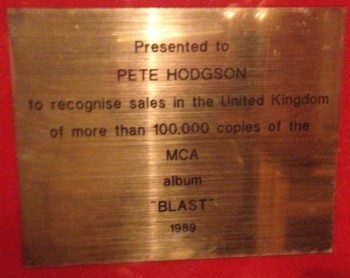 Presented to
PETE HODGSON
to recognise sales in the United Kingdom
of more than 100,000 copies of the
MCA
album
"BLAST"
1989